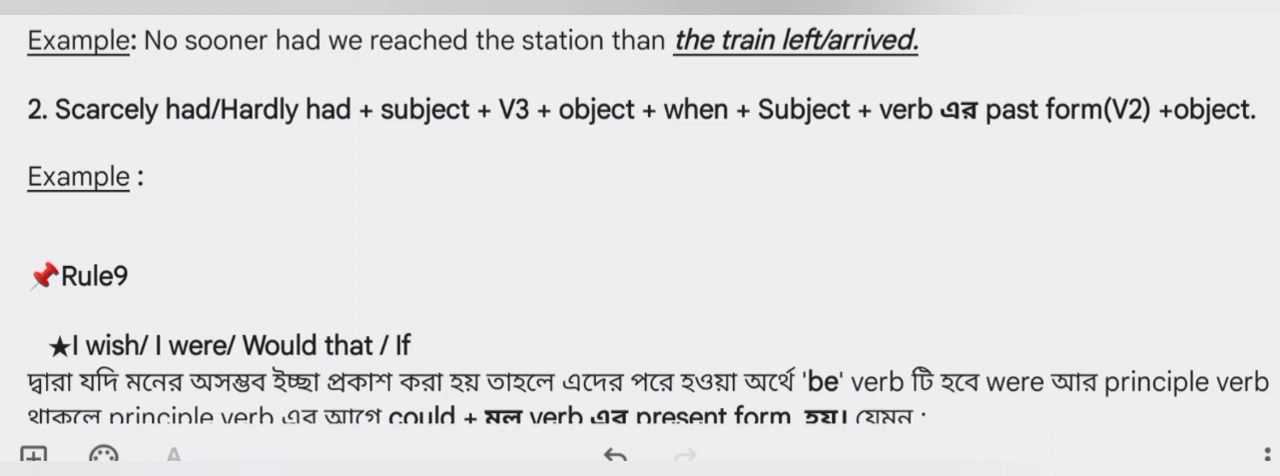 Example: No sooner had we reached the station than the train left/arrived.
2. Scarcely had/Hardly had + subject + V3 + object + when + Subject + verb এর past form(V2) +object.
Example :
📌Rule9
★I wish/ I were/ Would that / If
দ্বারা যদি মনের অসম্ভব ইচ্ছা প্রকাশ করা হয় তাহলে এদের পরে হওয়া অর্থে 'be' verb টি হবে were আর principle verb
থাকলে principle verb এর আগে could + মূল verb এর present form হয়। যেমন :
A